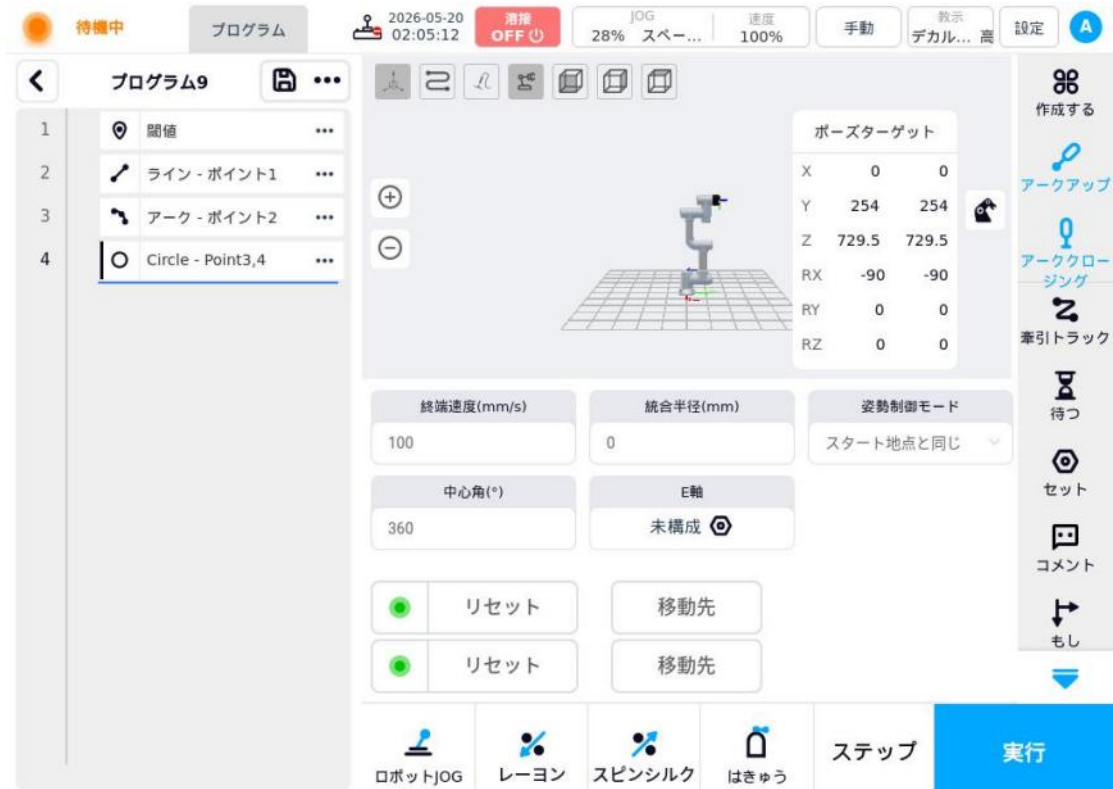 待機中
プログラム
2026-05-20
02:05:12
溶接
OFF
JOG
28% スペー...
速度
100%
手動
教示
デカル... 高
設定
A
プログラム9
1 閾値
2 ライン - ポイント1
3 アーク - ポイント2
4 Circle - Point3,4
ポーズターゲット
X 0 0
Y 254 254
Z 729.5 729.5
RX -90 -90
RY 0 0
RZ 0 0
終端速度(mm/s)
統合半径(mm)
姿勢制御モード
100
0
スタート地点と同じ
中心角(°)
E軸
360
未構成
リセット
移動先
リセット
移動先
ロボットJOG
レーヨン
スピンシルク
はきゅう
ステップ
実行
作成する
アークアップ
アーククロー
ジング
牽引トラック
待つ
セット
コメント
もし